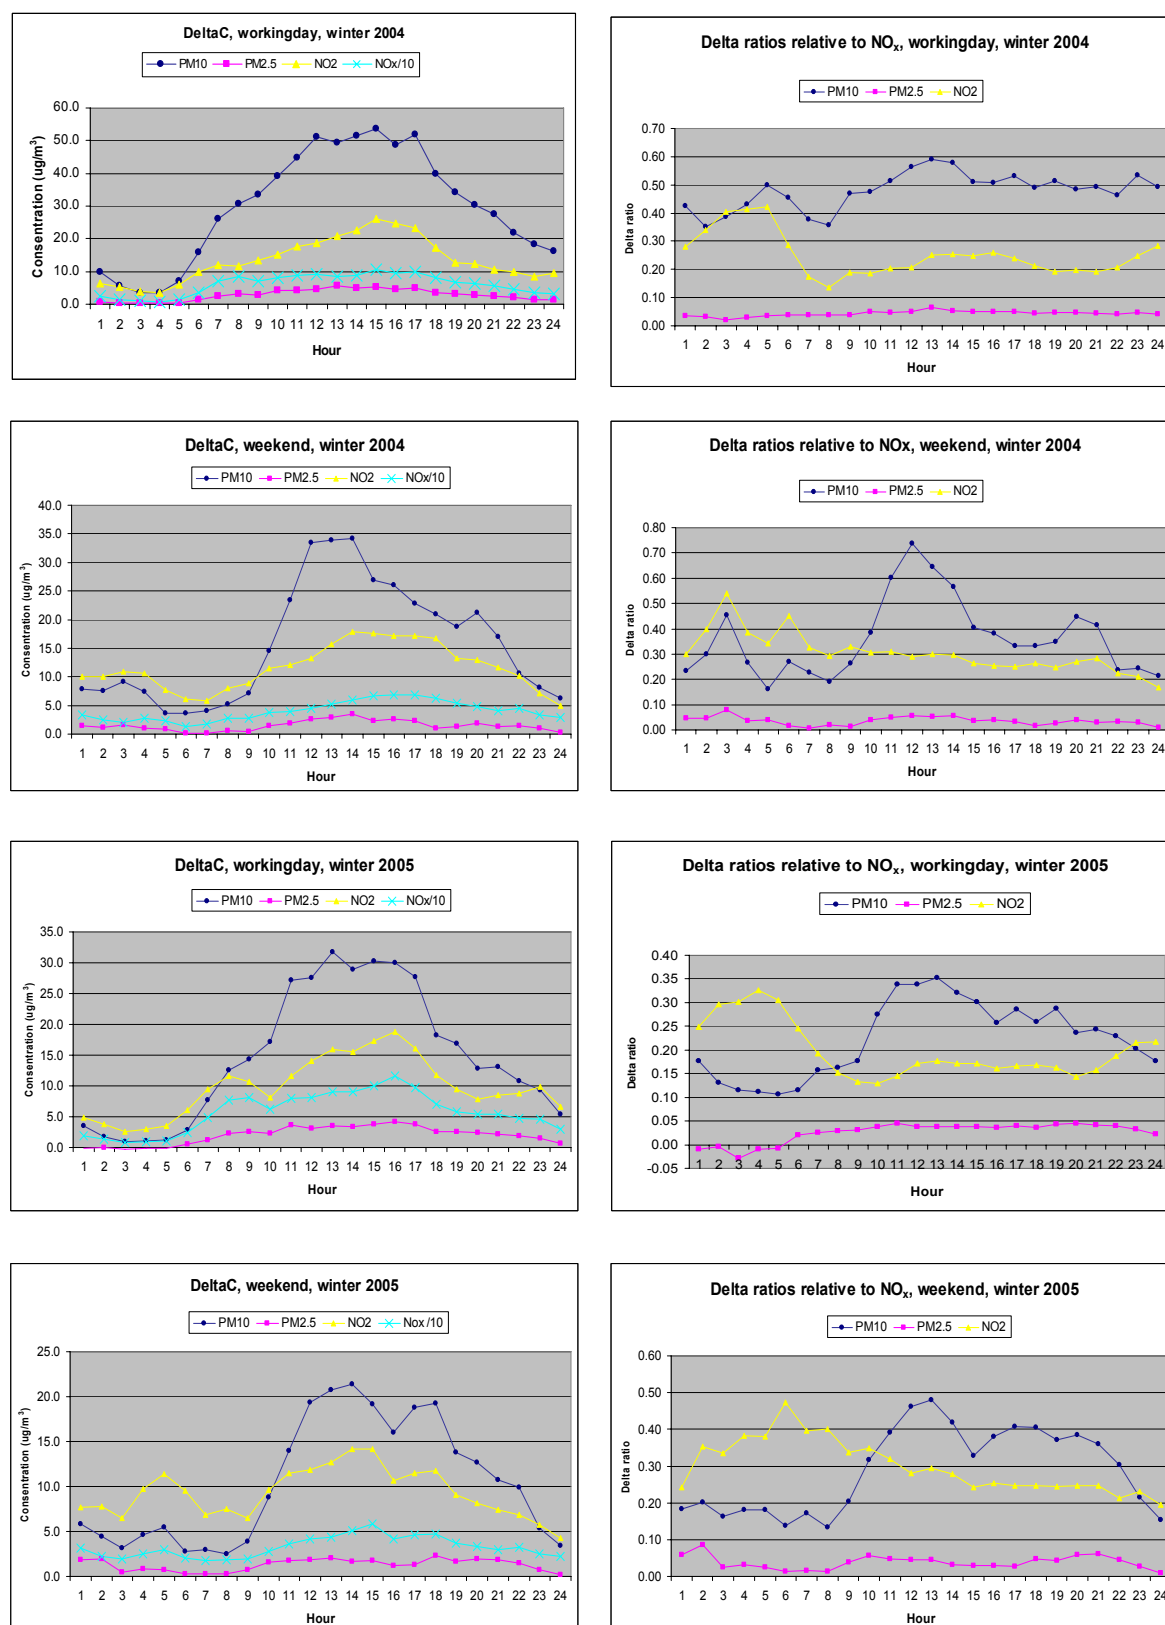 DeltaC, workingday, winter 2004
PM10 PM2.5 NO2 NOx/10
Consentration (ug/m³)
60.0
50.0
40.0
30.0
20.0
10.0
0.0
1 2 3 4 5 6 7 8 9 10 11 12 13 14 15 16 17 18 19 20 21 22 23 24
Hour
Delta ratios relative to NOₓ, workingday, winter 2004
PM10 PM2.5 NO2
Delta ratio
0.70
0.60
0.50
0.40
0.30
0.20
0.10
0.00
1 2 3 4 5 6 7 8 9 10 11 12 13 14 15 16 17 18 19 20 21 22 23 24
Hour
DeltaC, weekend, winter 2004
PM10 PM2.5 NO2 NOx/10
Consentration (ug/m³)
40.0
35.0
30.0
25.0
20.0
15.0
10.0
5.0
0.0
1 2 3 4 5 6 7 8 9 10 11 12 13 14 15 16 17 18 19 20 21 22 23 24
Hour
Delta ratios relative to NOx, weekend, winter 2004
PM10 PM2.5 NO2
Delta ratio
0.80
0.70
0.60
0.50
0.40
0.30
0.20
0.10
0.00
1 2 3 4 5 6 7 8 9 10 11 12 13 14 15 16 17 18 19 20 21 22 23 24
Hour
DeltaC, workingday, winter 2005
PM10 PM2.5 NO2 NOx/10
Consentration (ug/m³)
35.0
30.0
25.0
20.0
15.0
10.0
5.0
0.0
1 2 3 4 5 6 7 8 9 10 11 12 13 14 15 16 17 18 19 20 21 22 23 24
Hour
Delta ratios relative to NOₓ, workingday, winter 2005
PM10 PM2.5 NO2
Delta ratio
0.40
0.35
0.30
0.25
0.20
0.15
0.10
0.05
0.00
-0.05
1 2 3 4 5 6 7 8 9 10 11 12 13 14 15 16 17 18 19 20 21 22 23 24
Hour
DeltaC, weekend, winter 2005
PM10 PM2.5 NO2 Nox/10
Consentration (ug/m³)
25.0
20.0
15.0
10.0
5.0
0.0
1 2 3 4 5 6 7 8 9 10 11 12 13 14 15 16 17 18 19 20 21 22 23 24
Hour
Delta ratios relative to NOₓ, weekend, winter 2005
PM10 PM2.5 NO2
Delta ratio
0.60
0.50
0.40
0.30
0.20
0.10
0.00
1 2 3 4 5 6 7 8 9 10 11 12 13 14 15 16 17 18 19 20 21 22 23 24
Hour